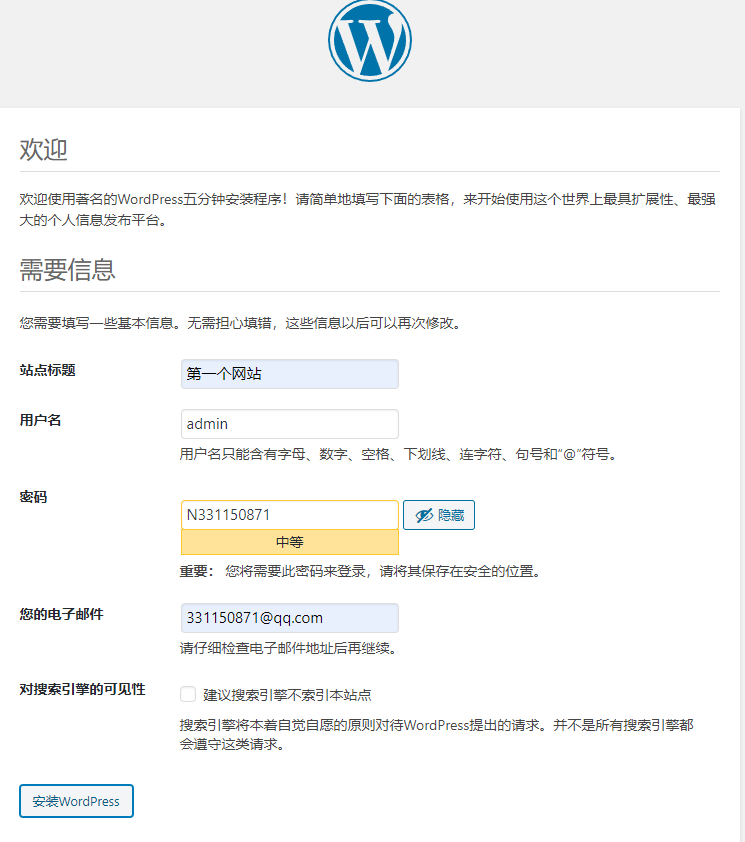 欢迎
欢迎使用著名的WordPress五分钟安装程序！请简单地填写下面的表格，来开始使用这个世界上最具扩展性、最强
大的个人信息发布平台。
需要信息
您需要填写一些基本信息。无需担心填错，这些信息以后可以再次修改。
站点标题
第一个网站
用户名
admin
用户名只能含有字母、数字、空格、下划线、连字符、句号和“@”符号。
密码
N331150871
隐藏
中等
重要： 您将需要此密码来登录，请将其保存在安全的位置。
您的电子邮件
331150871@qq.com
请仔细检查电子邮件地址后再继续。
对搜索引擎的可见性
建议搜索引擎不索引本站点
搜索引擎将本着自觉自愿的原则对待WordPress提出的请求。并不是所有搜索引擎都
会遵守这类请求。
安装WordPress